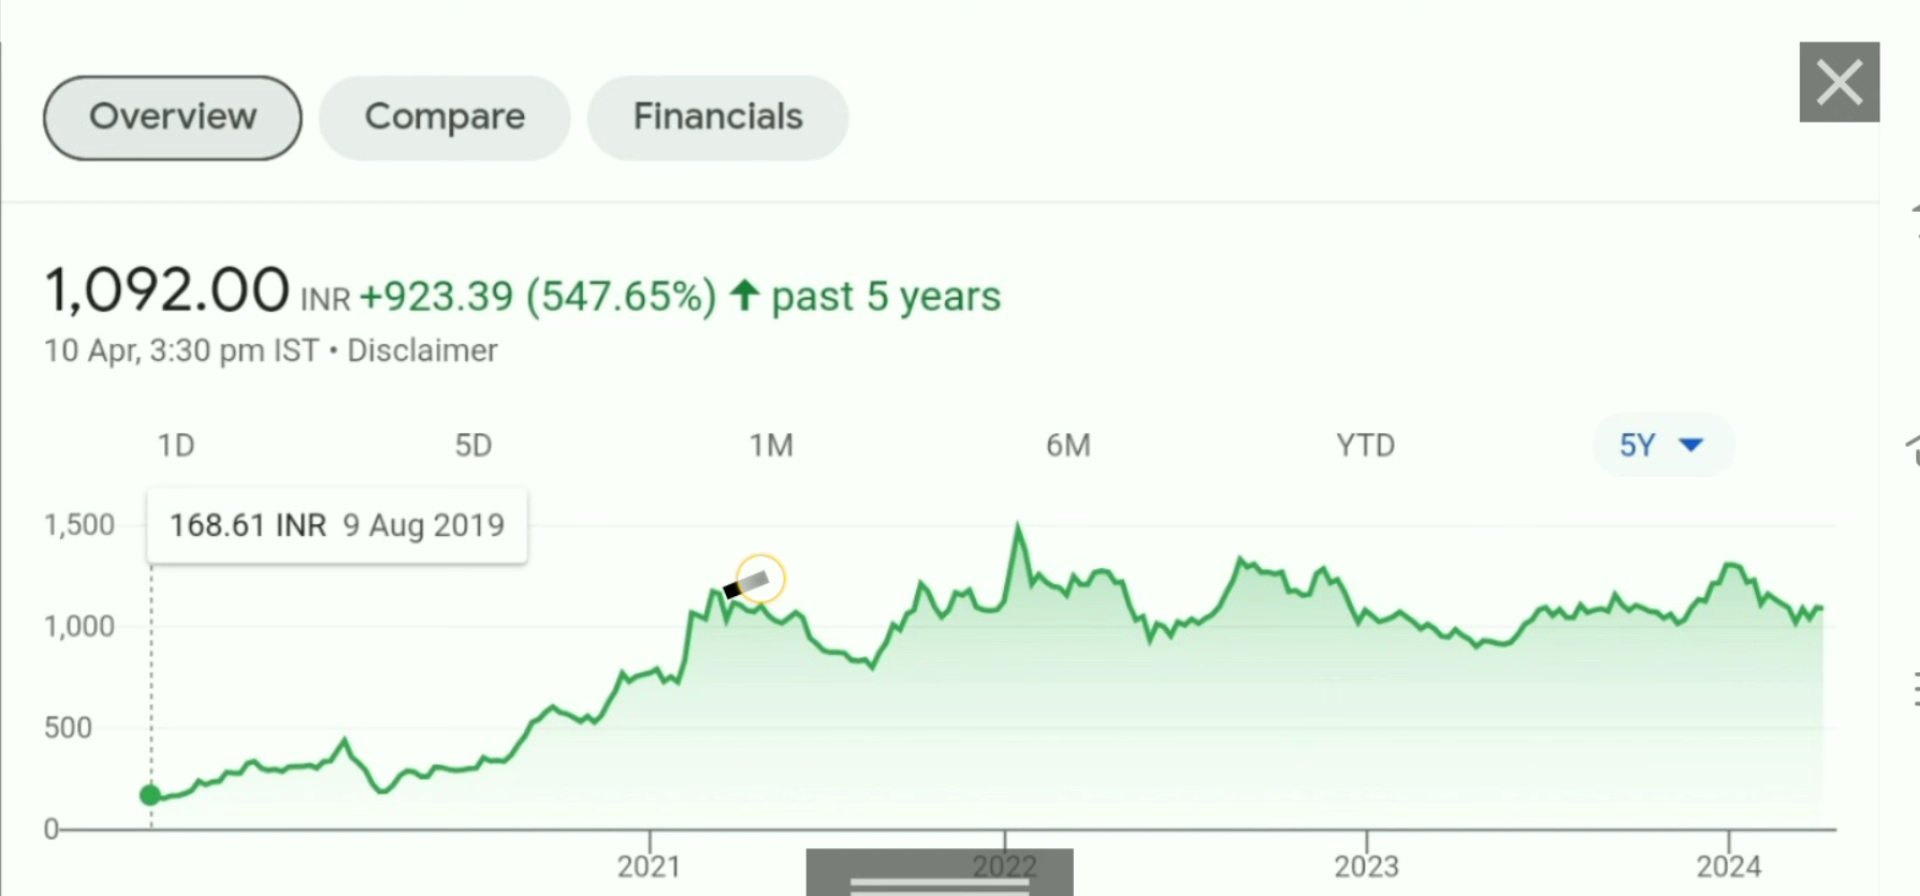 Overview Compare Financials
1,092.00 INR +923.39 (547.65%) ↑ past 5 years
10 Apr, 3:30 pm IST • Disclaimer
1D 5D 1M 6M YTD 5Y
168.61 INR 9 Aug 2019
1,500
1,000
500
0
2021 2022 2023 2024